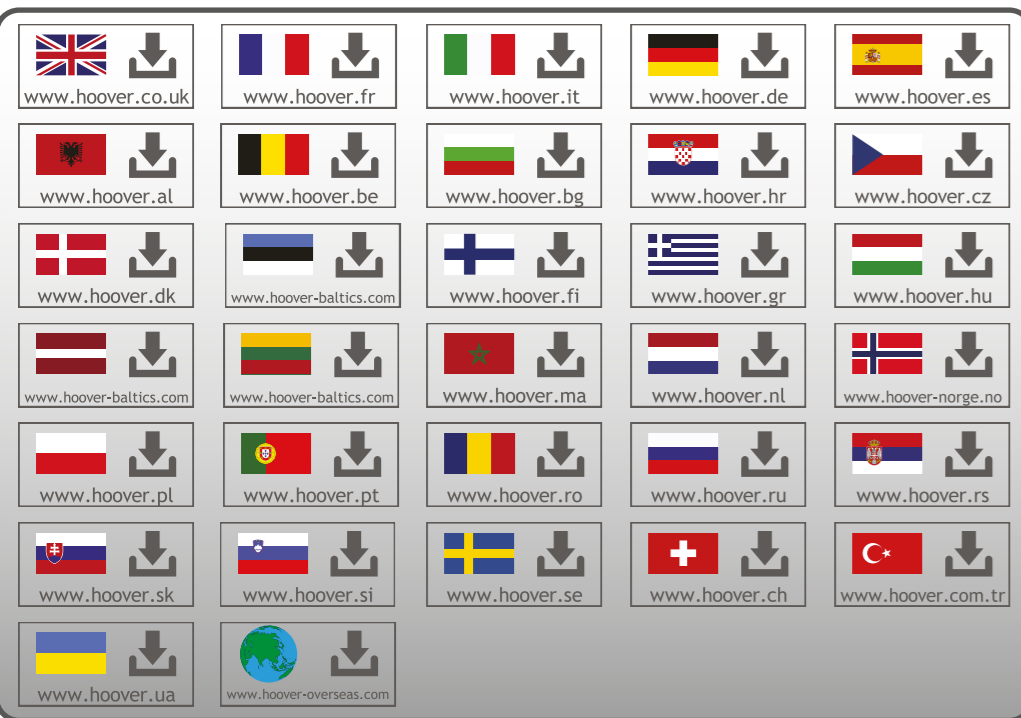 www.hoover.co.uk
www.hoover.fr
www.hoover.it
www.hoover.de
www.hoover.es
www.hoover.al
www.hoover.be
www.hoover.bg
www.hoover.hr
www.hoover.cz
www.hoover.dk
www.hoover-baltics.com
www.hoover.fi
www.hoover.gr
www.hoover.hu
www.hoover-baltics.com
www.hoover-baltics.com
www.hoover.ma
www.hoover.nl
www.hoover-norge.no
www.hoover.pl
www.hoover.pt
www.hoover.ro
www.hoover.ru
www.hoover.rs
www.hoover.sk
www.hoover.si
www.hoover.se
www.hoover.ch
www.hoover.com.tr
www.hoover.ua
www.hoover-overseas.com